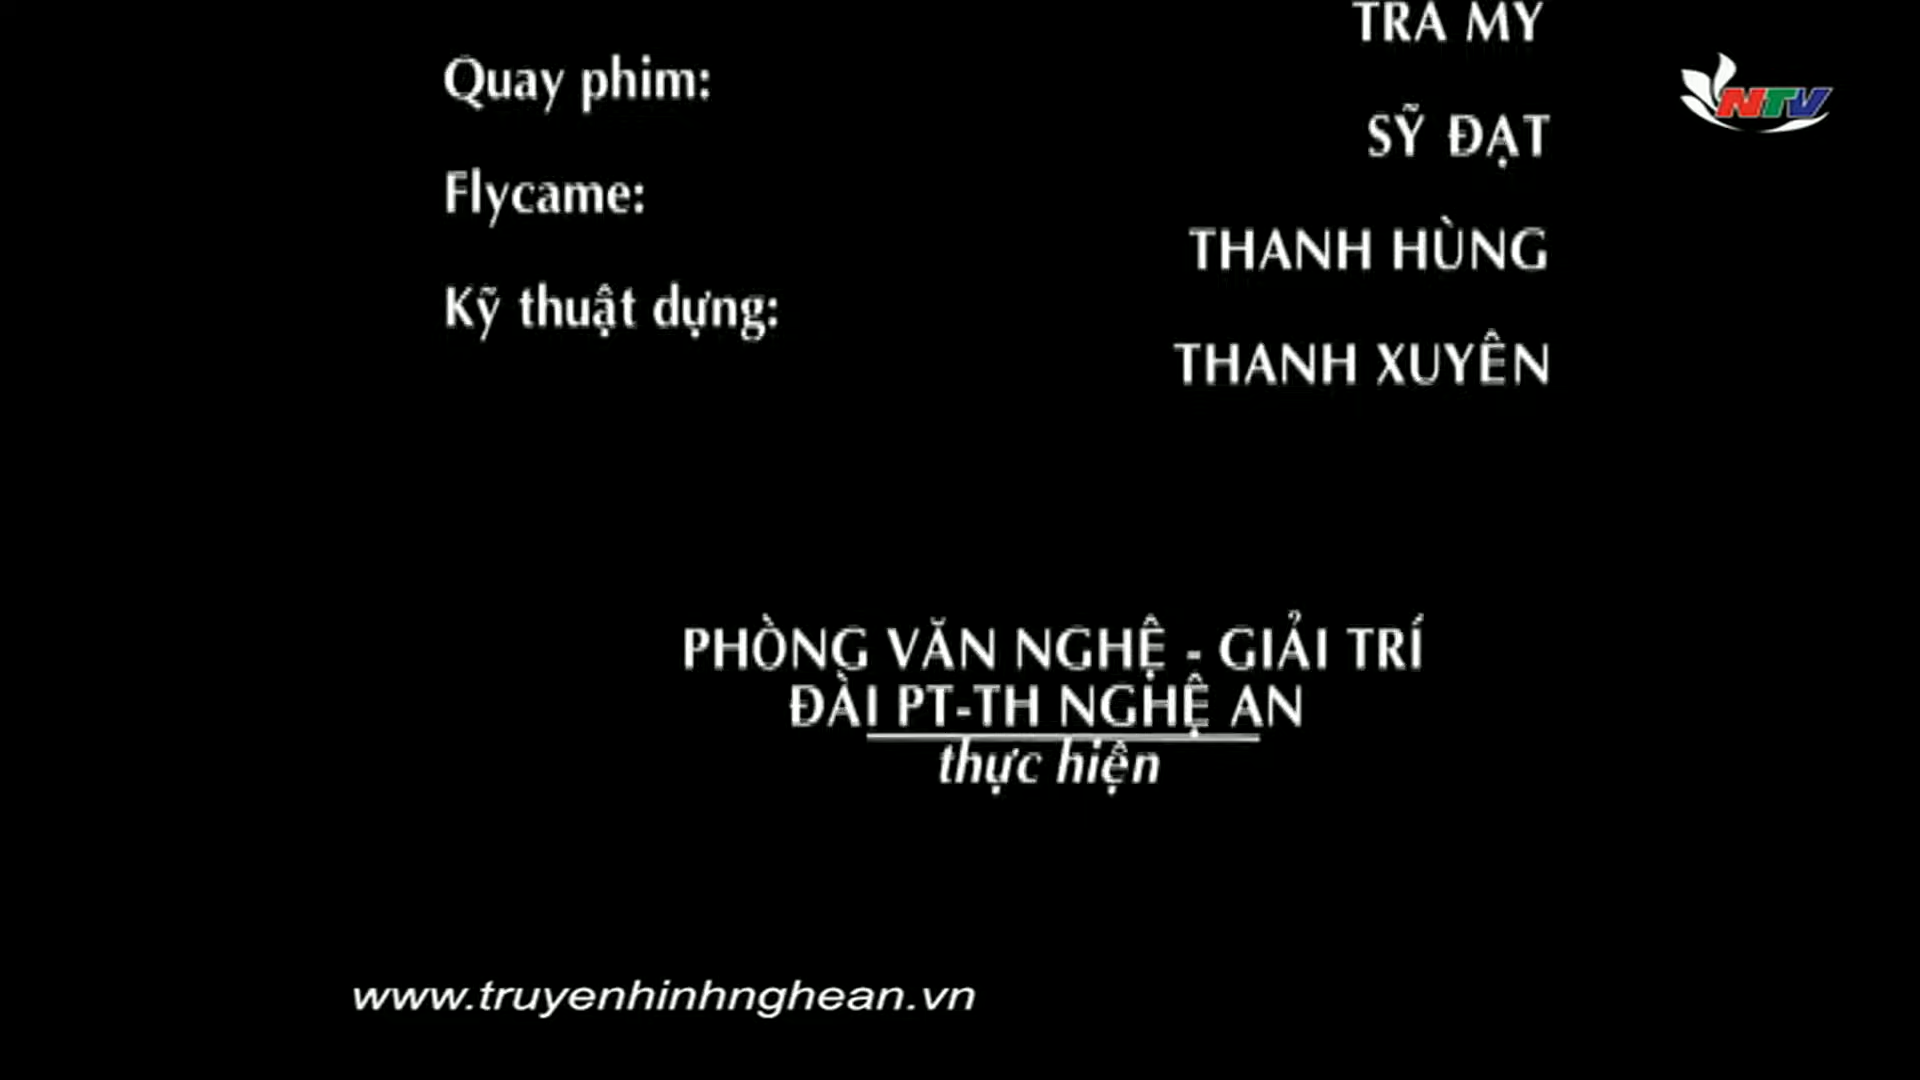 TRÀ MY
Quay phim:
SỸ ĐẠT
Flycame:
THANH HÙNG
Kỹ thuật dựng:
THANH XUYÊN
PHÒNG VĂN NGHỆ - GIẢI TRÍ
ĐÀI PT-TH NGHỆ AN
thực hiện
www.truyenhinhnghean.vn
NTV